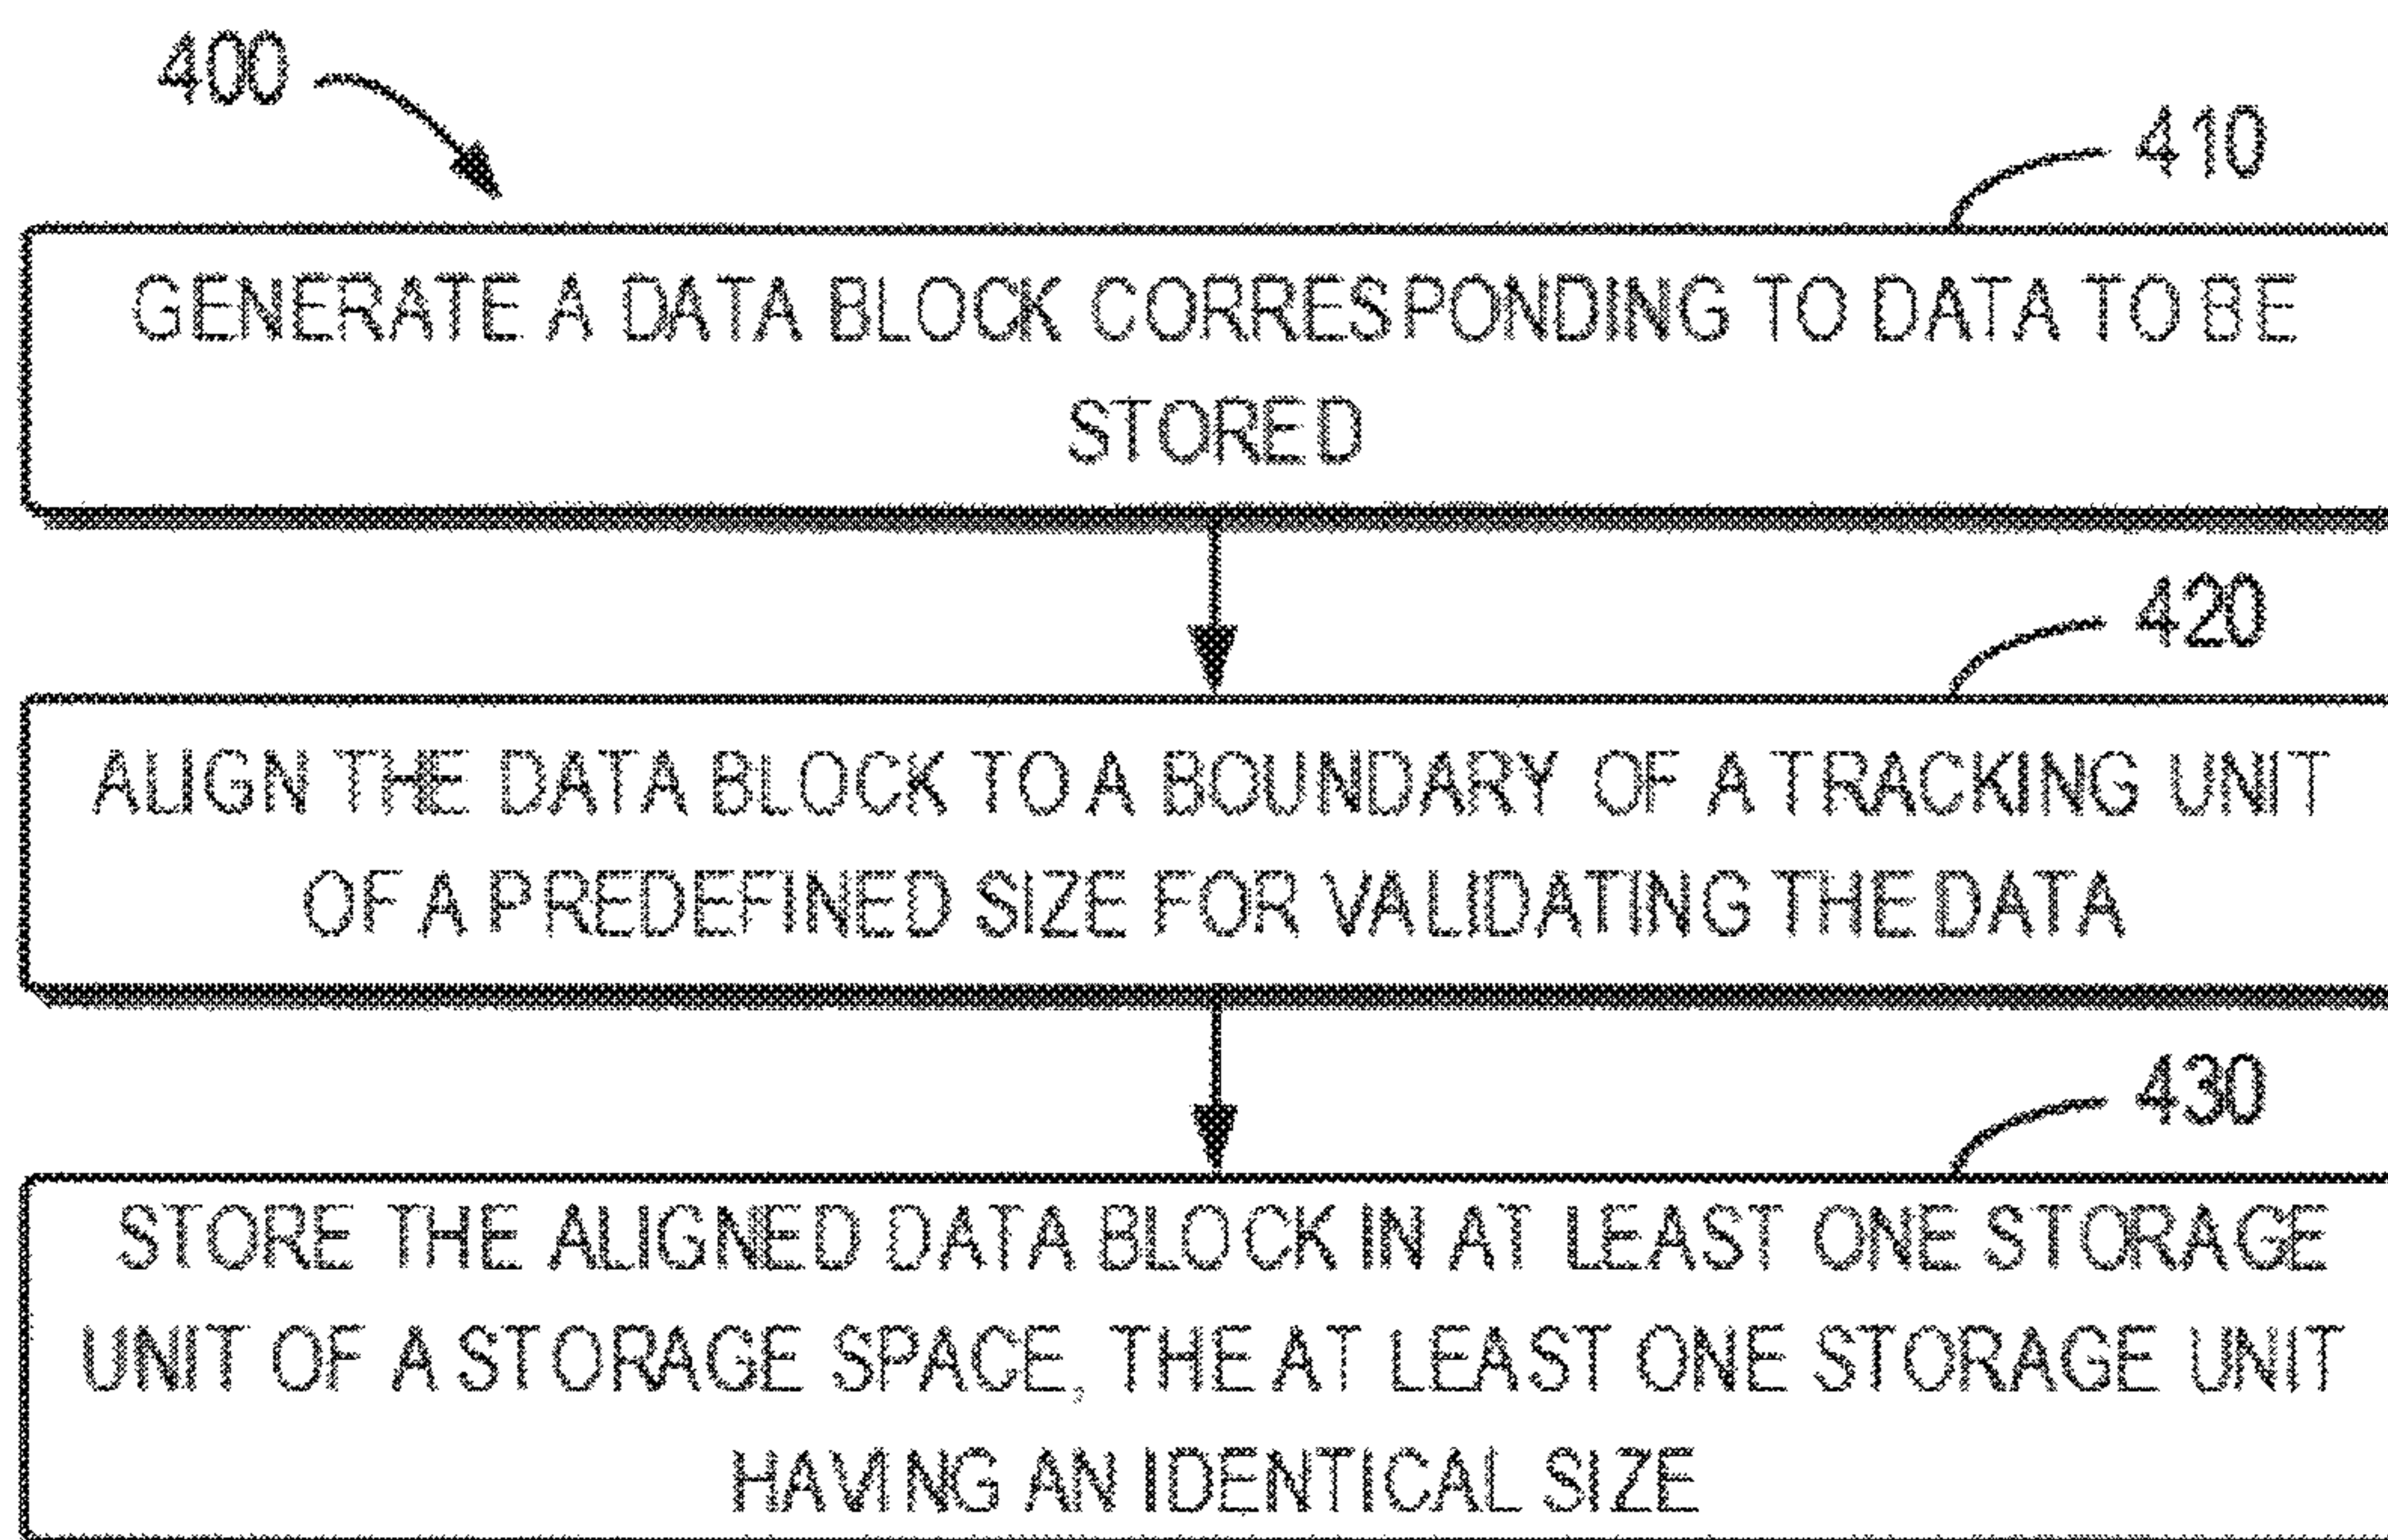 400
410
GENERATE A DATA BLOCK CORRESPONDING TO DATA TO BE
STORED
420
ALIGN THE DATA BLOCK TO A BOUNDARY OF A TRACKING UNIT
OF A PREDEFINED SIZE FOR VALIDATING THE DATA
430
STORE THE ALIGNED DATA BLOCK IN AT LEAST ONE STORAGE
UNIT OF A STORAGE SPACE, THE AT LEAST ONE STORAGE UNIT
HAVING AN IDENTICAL SIZE